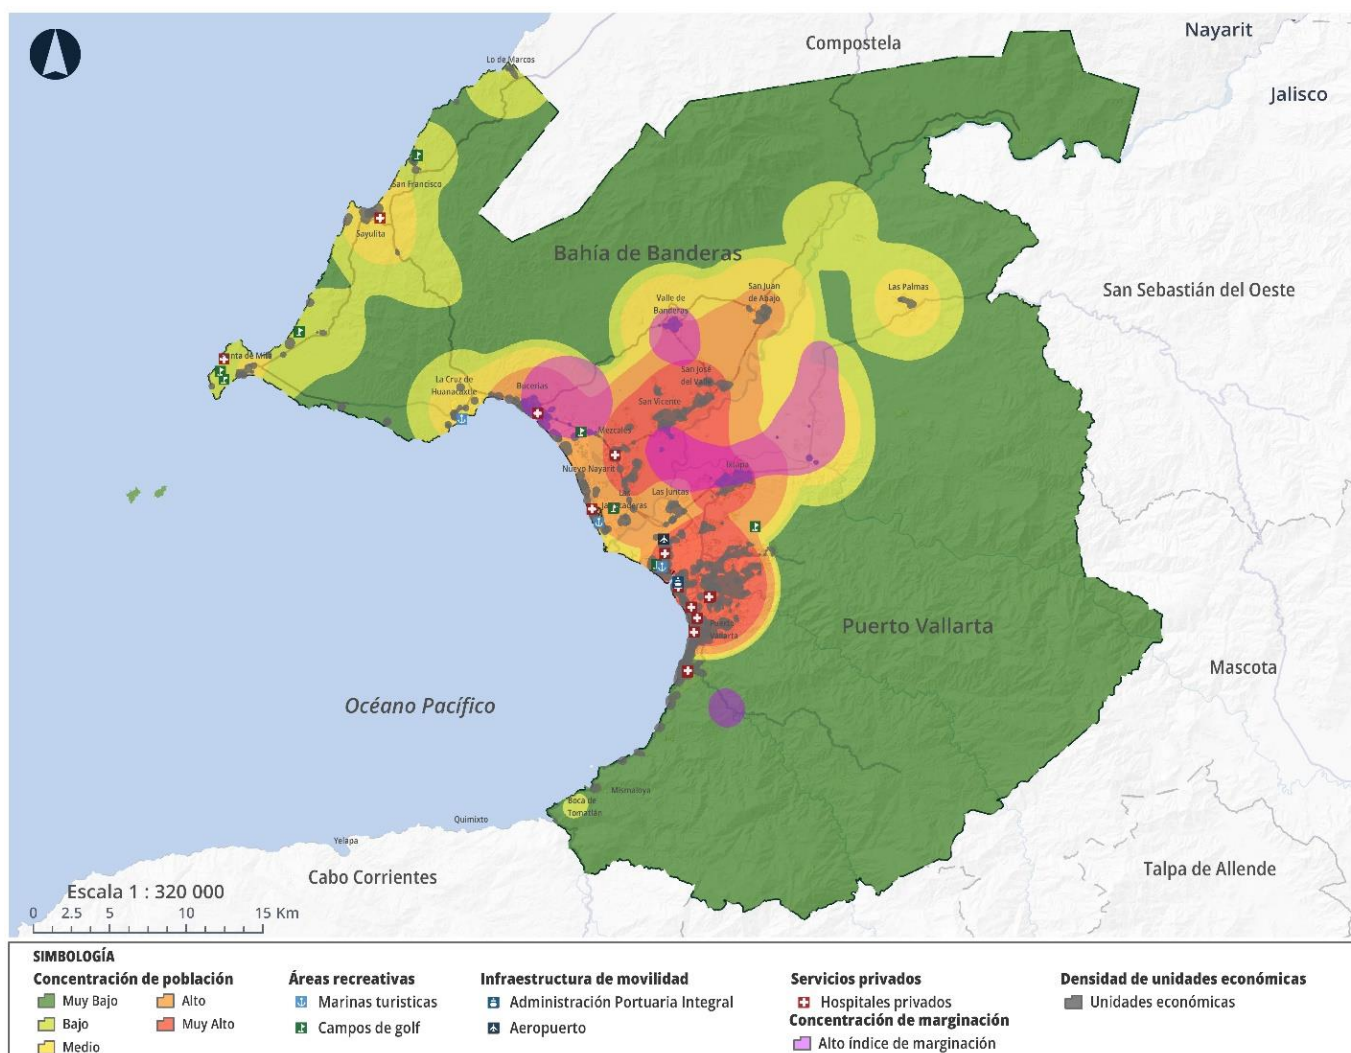 Nayarit
Compostela
Lo de Marcos
Jalisco
San Francisco
Sayulita
Bahía de Banderas
San Juan
de Abajo
Las Palmas
San Sebastián del Oeste
Valle de
Banderas
Punta de Mita
La Cruz de
Huanacaxtle
Bucerías
San José
del Valle
San Vicente
Mezcales
Ixtapa
Nuevo Nayarit
Las Juntas
Las
Puerto
Vallarta
Puerto Vallarta
Mascota
Océano Pacífico
Mismaloya
Boca de
Tomatlán
Quimixto
Yelapa
Cabo Corrientes
Talpa de Allende
Escala 1 : 320 000
0 2.5 5 10 15 Km
SIMBOLOGÍA
Concentración de población
Muy Bajo
Bajo
Medio
Alto
Muy Alto
Áreas recreativas
Marinas turisticas
Campos de golf
Infraestructura de movilidad
Administración Portuaria Integral
Aeropuerto
Servicios privados
Hospitales privados
Concentración de marginación
Alto índice de marginación
Densidad de unidades económicas
Unidades económicas